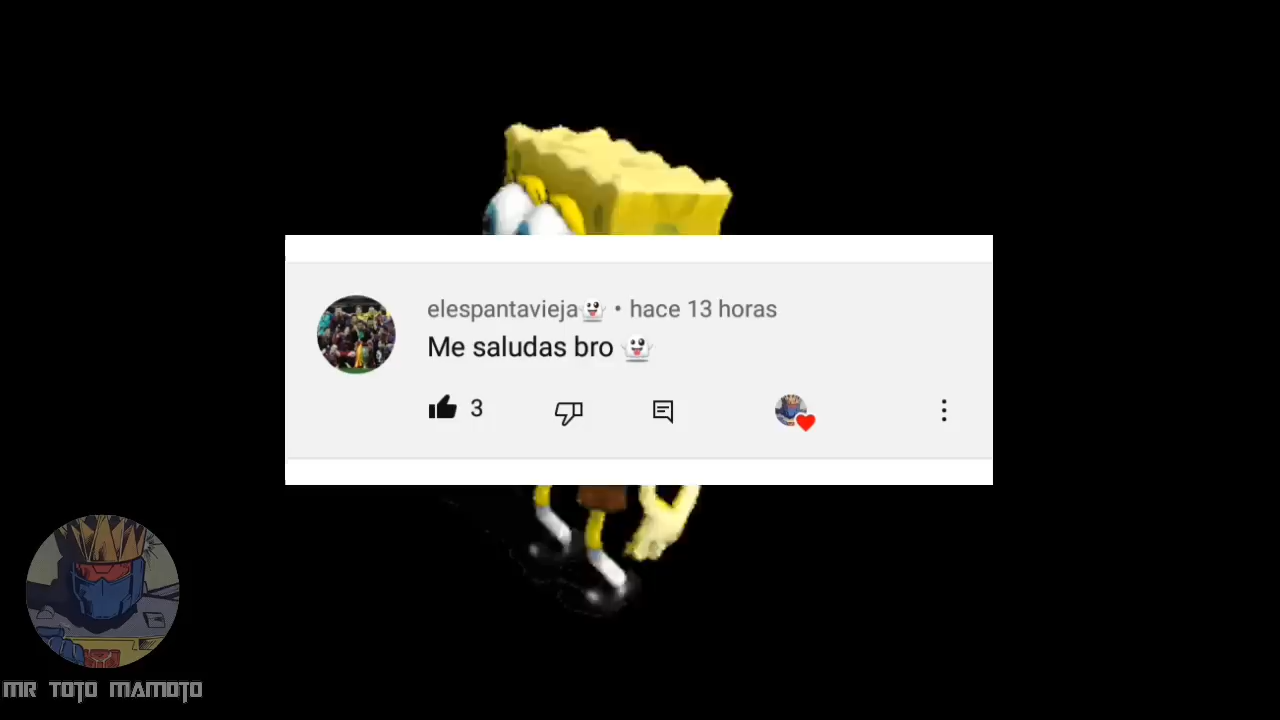 elespantavieja👻 • hace 13 horas
Me saludas bro 👻
3
MR TOTO MAMOTO